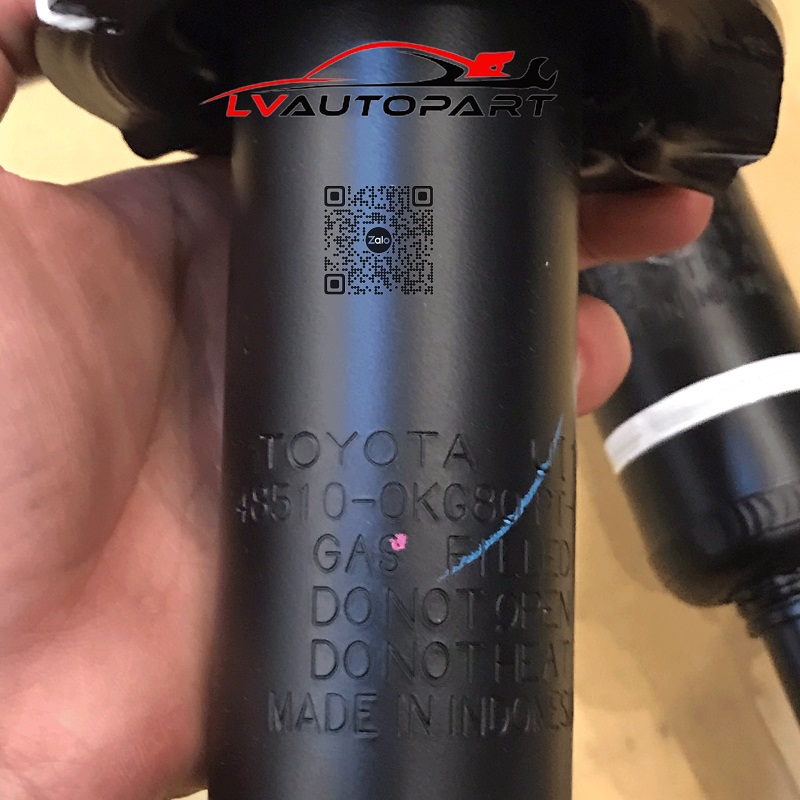 LVAUTOPART
Zalo
TOYOTA
48510-0KG80
GAS FILLED
DO NOT OPEN
DO NOT HEAT
MADE IN INDONES